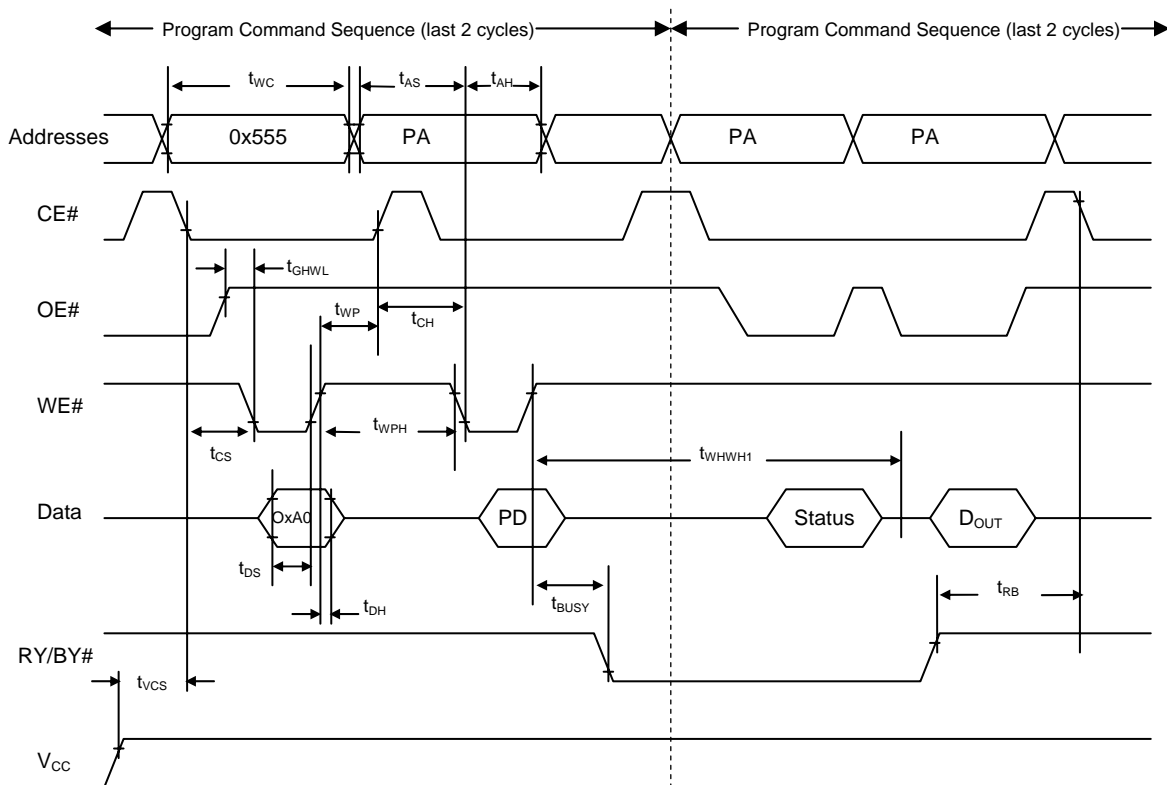 Program Command Sequence (last 2 cycles) Program Command Sequence (last 2 cycles)
tWC tAS tAH
Addresses 0x555 PA PA PA
CE#
tGHWL
OE# tWP tCH
WE#
tCS tWPH tWHWH1
Data OxA0 PD Status DOUT
tDS tDH tBUSY tRB
RY/BY#
tVCS
VCC